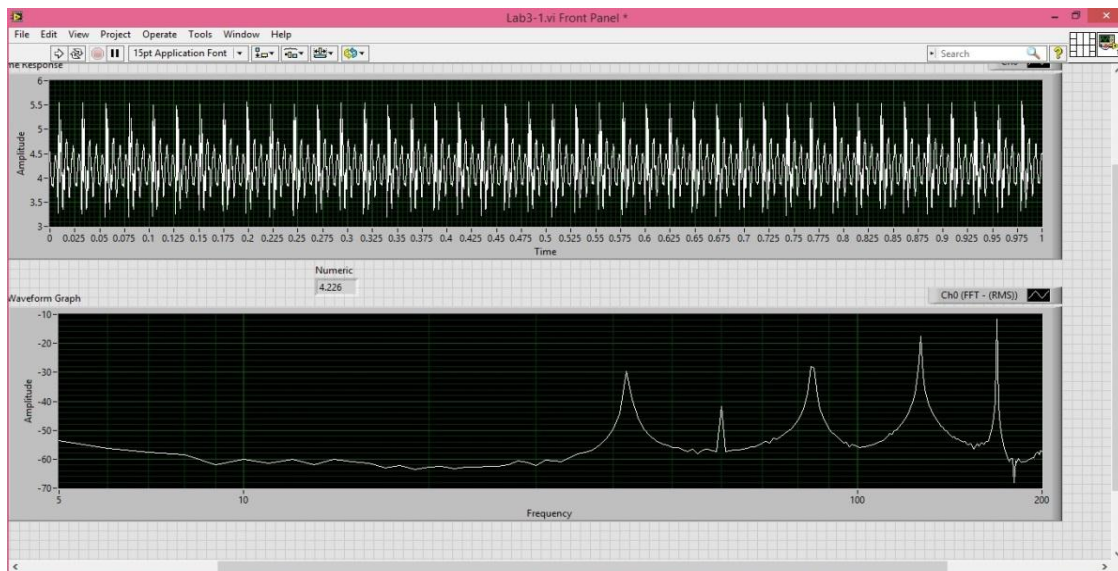 Lab3-1.vi Front Panel *
File Edit View Project Operate Tools Window Help
15pt Application Font
Search
me Response
Ch0
Amplitude
6
5.5
5
4.5
4
3.5
3
0 0.025 0.05 0.075 0.1 0.125 0.15 0.175 0.2 0.225 0.25 0.275 0.3 0.325 0.35 0.375 0.4 0.425 0.45 0.475 0.5 0.525 0.55 0.575 0.6 0.625 0.65 0.675 0.7 0.725 0.75 0.775 0.8 0.825 0.85 0.875 0.9 0.925 0.95 0.975 1
Time
Numeric
4.226
Waveform Graph
Ch0 (FFT - (RMS))
Amplitude
-10
-20
-30
-40
-50
-60
-70
5 10 100 200
Frequency